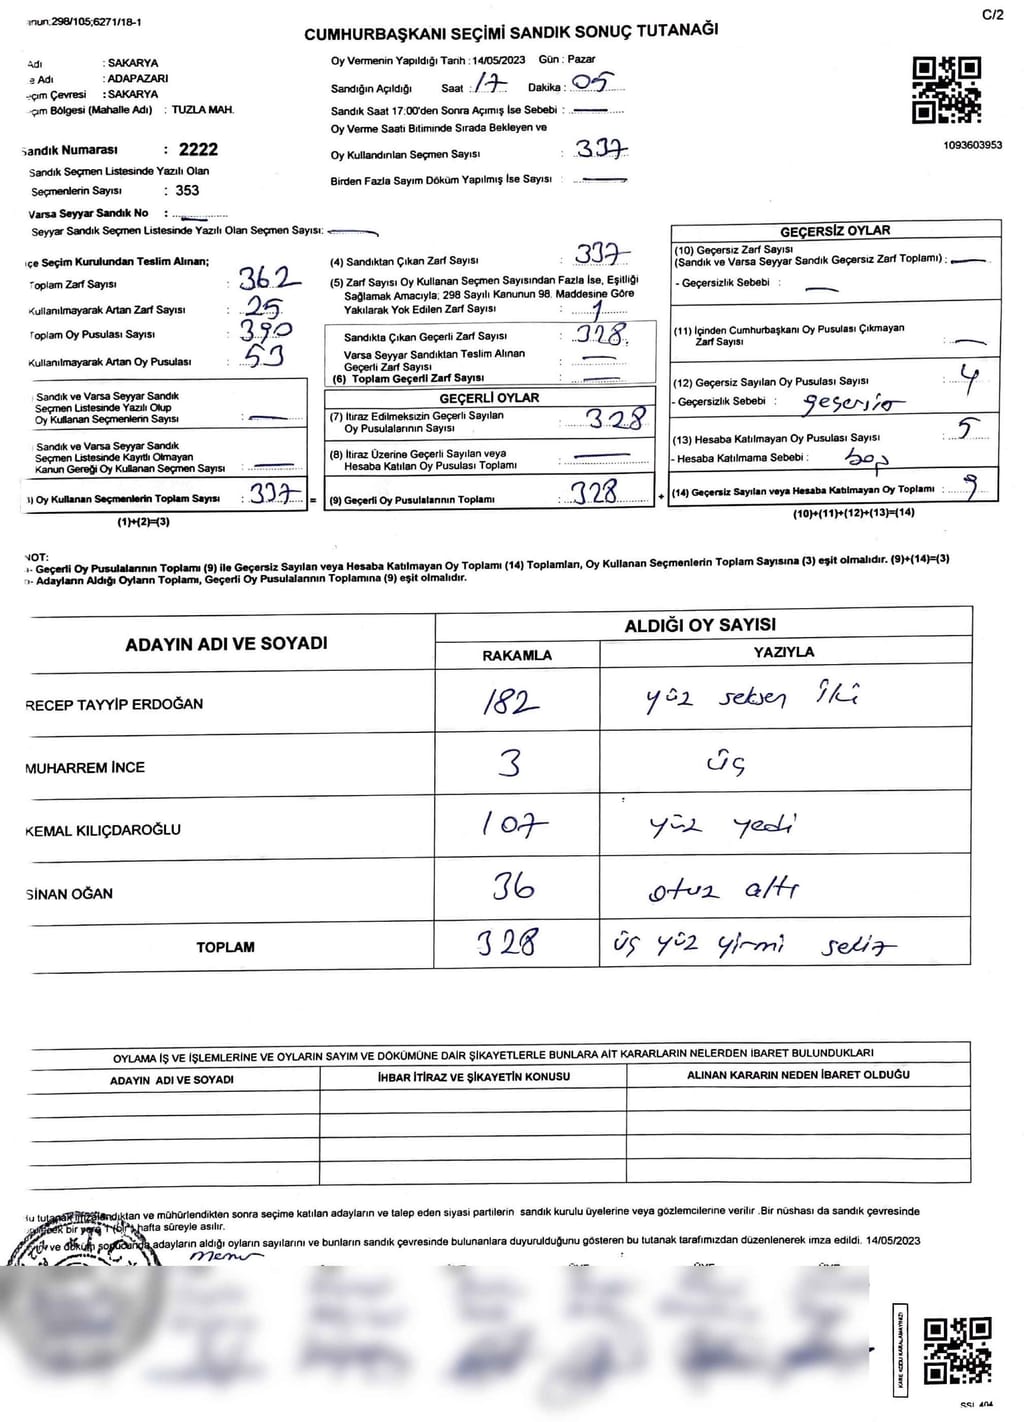 298/105;6271/18-1
C/2
CUMHURBAŞKANI SEÇİMİ SANDIK SONUÇ TUTANAĞI
Adı : SAKARYA
Adı : ADAPAZARI
Çevresi : SAKARYA
Bölgesi (Mahalle Adı) : TUZLA MAH.
Oy Vermenin Yapıldığı Tarih : 14/05/2023 Gün : Pazar
Sandığın Açıldığı Saat : 17 Dakika : 05
Sandık Saat 17:00'den Sonra Açımış İse Sebebi : —
Oy Verme Saati Bitiminde Sırada Bekleyen ve
Oy Kullandırılan Seçmen Sayısı : 337
Birden Fazla Sayım Döküm Yapılmış İse Sayısı : —
1093603953
Sandık Numarası : 2222
Sandık Seçmen Listesinde Yazılı Olan
Seçmenlerin Sayısı : 353
Varsa Seyyar Sandık No : —
Seyyar Sandık Seçmen Listesinde Yazılı Olan Seçmen Sayısı: —
Seçim Kurulundan Teslim Alınan;
Toplam Zarf Sayısı : 362
Kullanılmayarak Artan Zarf Sayısı : 25
Toplam Oy Pusulası Sayısı : 390
Kullanılmayarak Artan Oy Pusulası : 53
Sandık ve Varsa Seyyar Sandık
Seçmen Listesinde Yazılı Olup
Oy Kullanan Seçmenlerin Sayısı : —
Sandık ve Varsa Seyyar Sandık
Seçmen Listesinde Kayıtlı Olmayan
Kanun Gereği Oy Kullanan Seçmen Sayısı : —
Oy Kullanan Seçmenlerin Toplam Sayısı : 337 =
(1)+(2)=(3)
(4) Sandıktan Çıkan Zarf Sayısı : 337
(5) Zarf Sayısı Oy Kullanan Seçmen Sayısından Fazla İse, Eşitliği
Sağlamak Amacıyla; 298 Sayılı Kanunun 98. Maddesine Göre
Yakılarak Yok Edilen Zarf Sayısı : 1
Sandıkta Çıkan Geçerli Zarf Sayısı : 328
Varsa Seyyar Sandıktan Teslim Alınan
Geçerli Zarf Sayısı : —
(6) Toplam Geçerli Zarf Sayısı : —
GEÇERLİ OYLAR
(7) İtiraz Edilmeksizin Geçerli Sayılan
Oy Pusulalarının Sayısı : 328
(8) İtiraz Üzerine Geçerli Sayılan veya
Hesaba Katılan Oy Pusulası Toplamı : —
(9) Geçerli Oy Pusulalarının Toplamı : 328 +
GEÇERSİZ OYLAR
(10) Geçersiz Zarf Sayısı
(Sandık ve Varsa Seyyar Sandık Geçersiz Zarf Toplamı) : —
- Geçersizlik Sebebi : —
(11) İçinden Cumhurbaşkanı Oy Pusulası Çıkmayan
Zarf Sayısı : —
(12) Geçersiz Sayılan Oy Pusulası Sayısı : 4
- Geçersizlik Sebebi : geçersiz
(13) Hesaba Katılmayan Oy Pusulası Sayısı : 5
- Hesaba Katılmama Sebebi : boş
(14) Geçersiz Sayılan veya Hesaba Katılmayan Oy Toplamı : 9
(10)+(11)+(12)+(13)=(14)
NOT:
- Geçerli Oy Pusulalarının Toplamı (9) ile Geçersiz Sayılan veya Hesaba Katılmayan Oy Toplamı (14) Toplamları, Oy Kullanan Seçmenlerin Toplam Sayısına (3) eşit olmalıdır. (9)+(14)=(3)
- Adayların Aldığı Oyların Toplamı, Geçerli Oy Pusulalarının Toplamına (9) eşit olmalıdır.
ADAYIN ADI VE SOYADI
ALDIĞI OY SAYISI
RAKAMLA YAZIYLA
RECEP TAYYİP ERDOĞAN 182 yüz seksen iki
MUHARREM İNCE 3 üç
KEMAL KILIÇDAROĞLU 107 yüz yedi
SİNAN OĞAN 36 otuz altı
TOPLAM 328 üç yüz yirmi sekiz
OYLAMA İŞ VE İŞLEMLERİNE VE OYLARIN SAYIM VE DÖKÜMÜNE DAİR ŞİKAYETLERLE BUNLARA AİT KARARLARIN NELERDEN İBARET BULUNDUKLARI
ADAYIN ADI VE SOYADI İHBAR İTİRAZ VE ŞİKAYETİN KONUSU ALINAN KARARIN NEDEN İBARET OLDUĞU
Bu tutanak imzalandıktan ve mühürlendikten sonra seçime katılan adayların ve talep eden siyasi partilerin sandık kurulu üyelerine veya gözlemcilerine verilir .Bir nüshası da sandık çevresinde
bir yere 1 (bir) hafta süreyle asılır.
ve döküm sonucunda adayların aldığı oyların sayılarını ve bunların sandık çevresinde bulunanlara duyurulduğunu gösteren bu tutanak tarafımızdan düzenlenerek imza edildi. 14/05/2023
KARE KODU KARALAMAYINIZ!